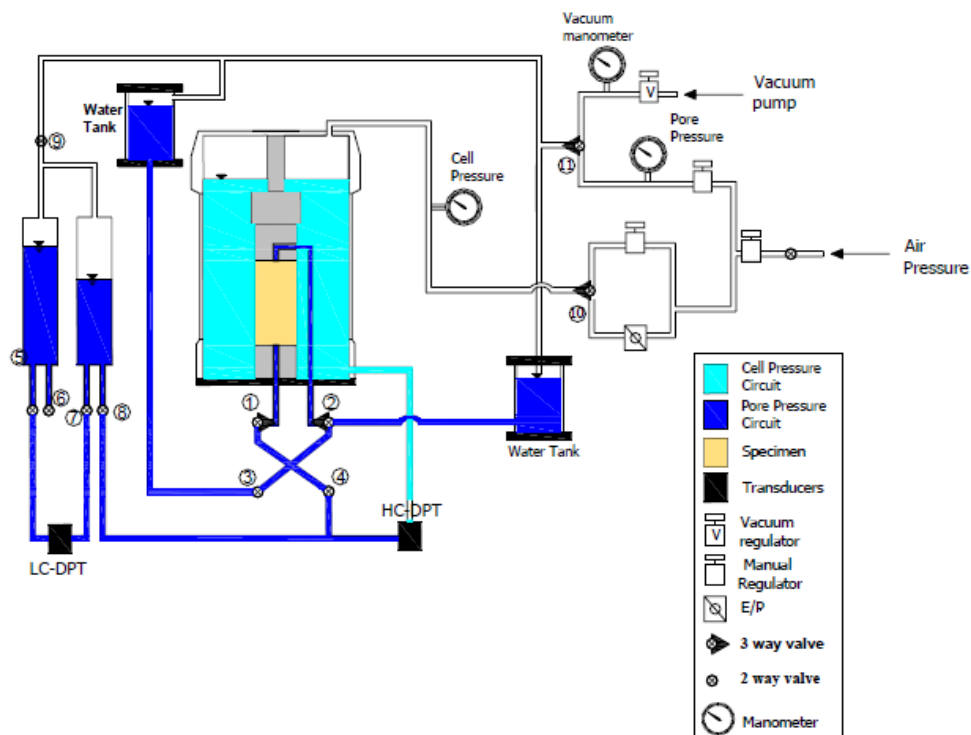 Vacuum
manometer
Vacuum
pump
Water
Tank
Pore
Pressure
⑨
⑪
Cell
Pressure
Air
Pressure
⑩
⑤
⑥
⑦
⑧
①
②
Water Tank
③
④
HC-DPT
LC-DPT
V
Cell Pressure
Circuit
Pore Pressure
Circuit
Specimen
Transducers
V
Vacuum
regulator
Manual
Regulator
E/P
3 way valve
2 way valve
Manometer